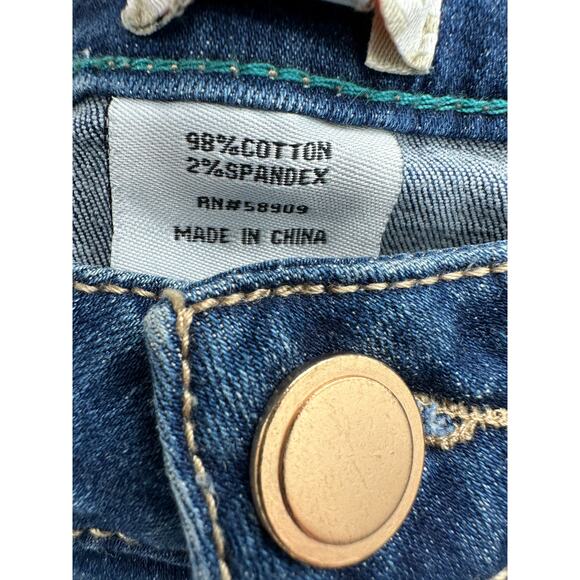 98%COTTON
2%SPANDEX
RN#58909
MADE IN CHINA